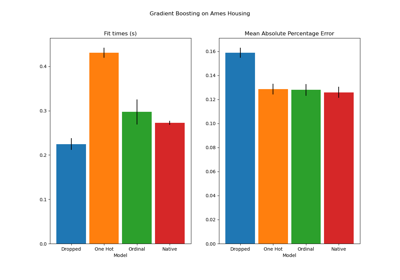 Gradient Boosting on Ames Housing
Fit times (s)
Mean Absolute Percentage Error
0.4
0.3
0.2
0.1
0.0
Dropped
One Hot
Ordinal
Native
Model
0.16
0.14
0.12
0.10
0.08
0.06
0.04
0.02
0.00
Dropped
One Hot
Ordinal
Native
Model